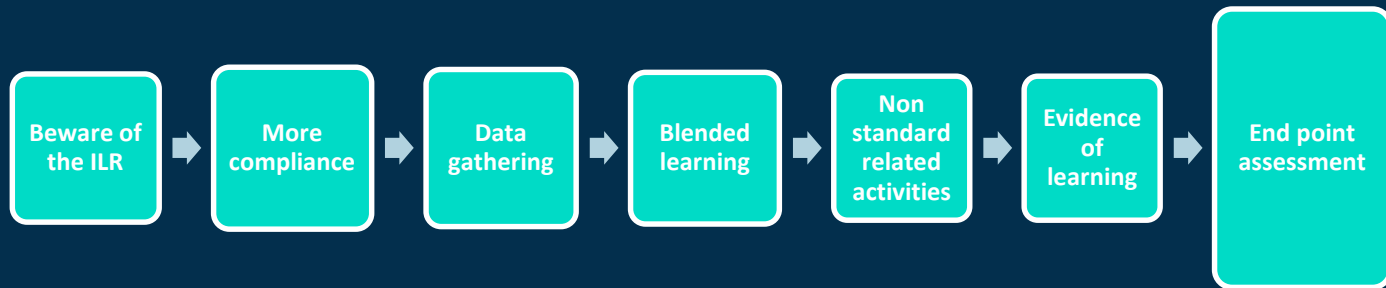 Beware of
the ILR
More
compliance
Data
gathering
Blended
learning
Non
standard
related
activities
Evidence
of
learning
End point
assessment